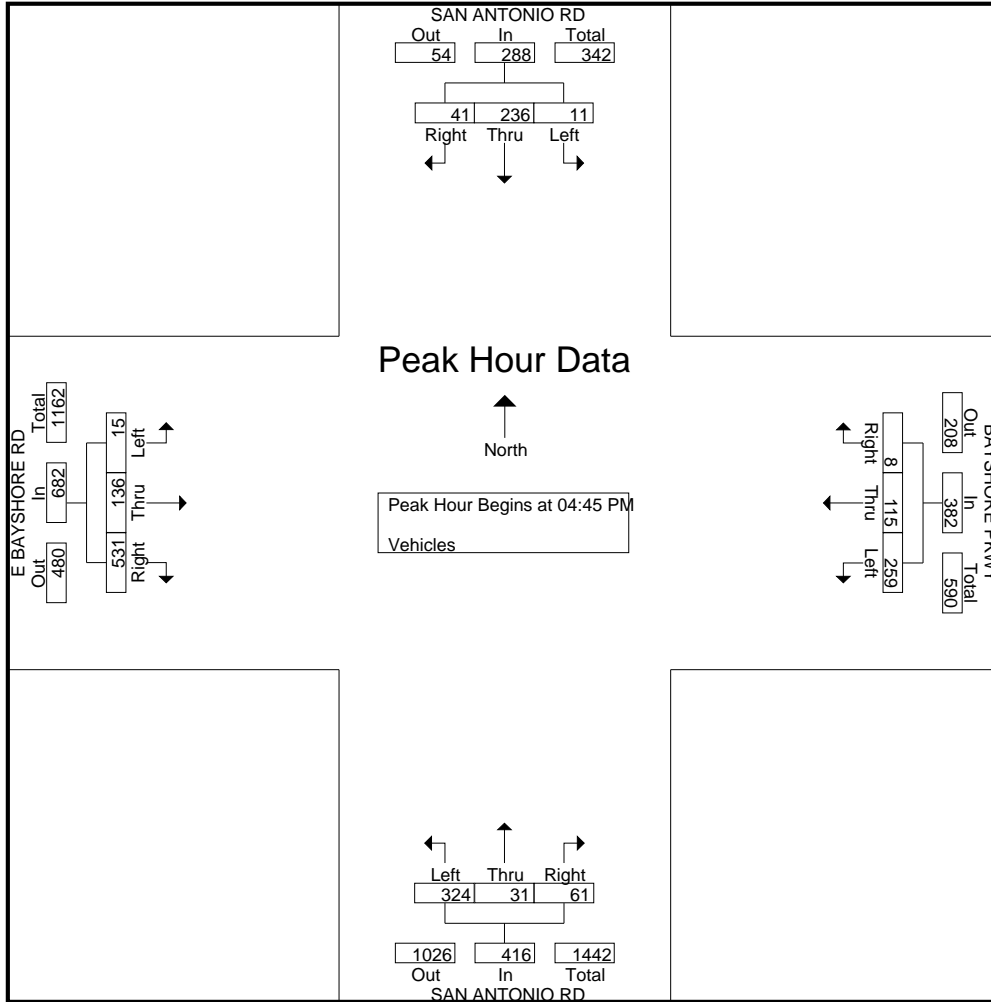 SAN ANTONIO RD
Out In Total
54 288 342
41 236 11
Right Thru Left
Peak Hour Data
North
Peak Hour Begins at 04:45 PM
Vehicles
E BAYSHORE RD
Out In Total
480 682 1162
531 136 15
Right Thru Left
BAYSHORE PKWY
Out In Total
208 382 590
8 115 259
Right Thru Left
Left Thru Right
324 31 61
1026 416 1442
Out In Total
SAN ANTONIO RD